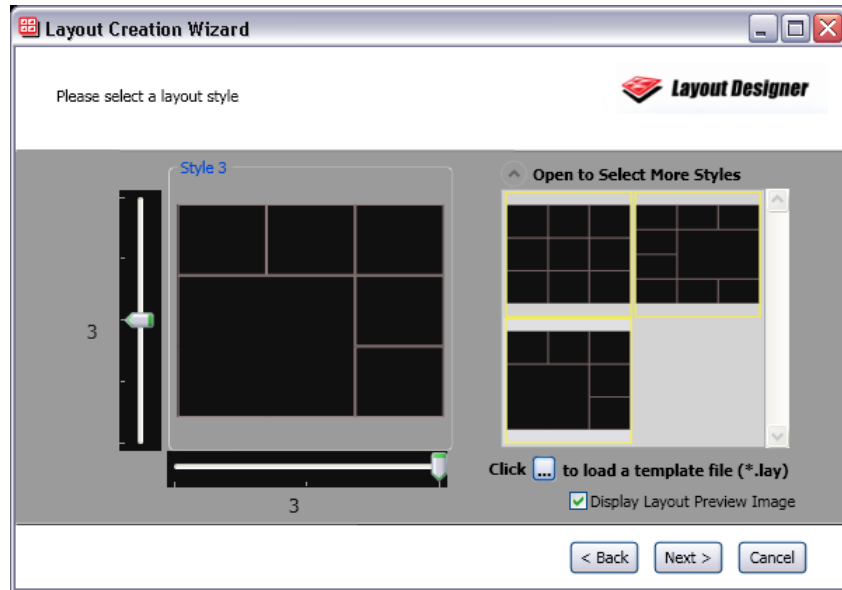 Layout Creation Wizard
Please select a layout style
Layout Designer
Style 3
Open to Select More Styles
3
3
Click ... to load a template file (*.lay)
Display Layout Preview Image
< Back
Next >
Cancel